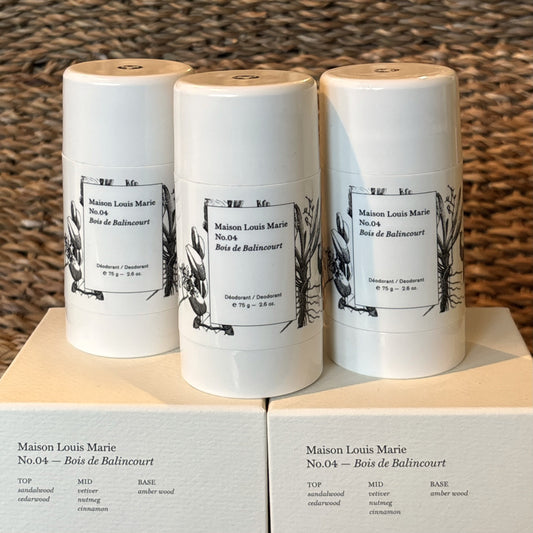 Maison Louis Marie
No.04
Bois de Balincourt
Déodorant / Deodorant
℮ 75 g — 2.6 oz.
Maison Louis Marie
No.04
Bois de Balincourt
Déodorant / Deodorant
℮ 75 g — 2.6 oz.
Maison Louis Marie
No.04
Bois de Balincourt
Déodorant / Deodorant
℮ 75 g — 2.6 oz.
Maison Louis Marie
No.04 — Bois de Balincourt
TOP MID BASE
sandalwood vetiver amber wood
cedarwood nutmeg
cinnamon
Maison Louis Marie
No.04 — Bois de Balincourt
TOP MID BASE
sandalwood vetiver amber wood
cedarwood nutmeg
cinnamon